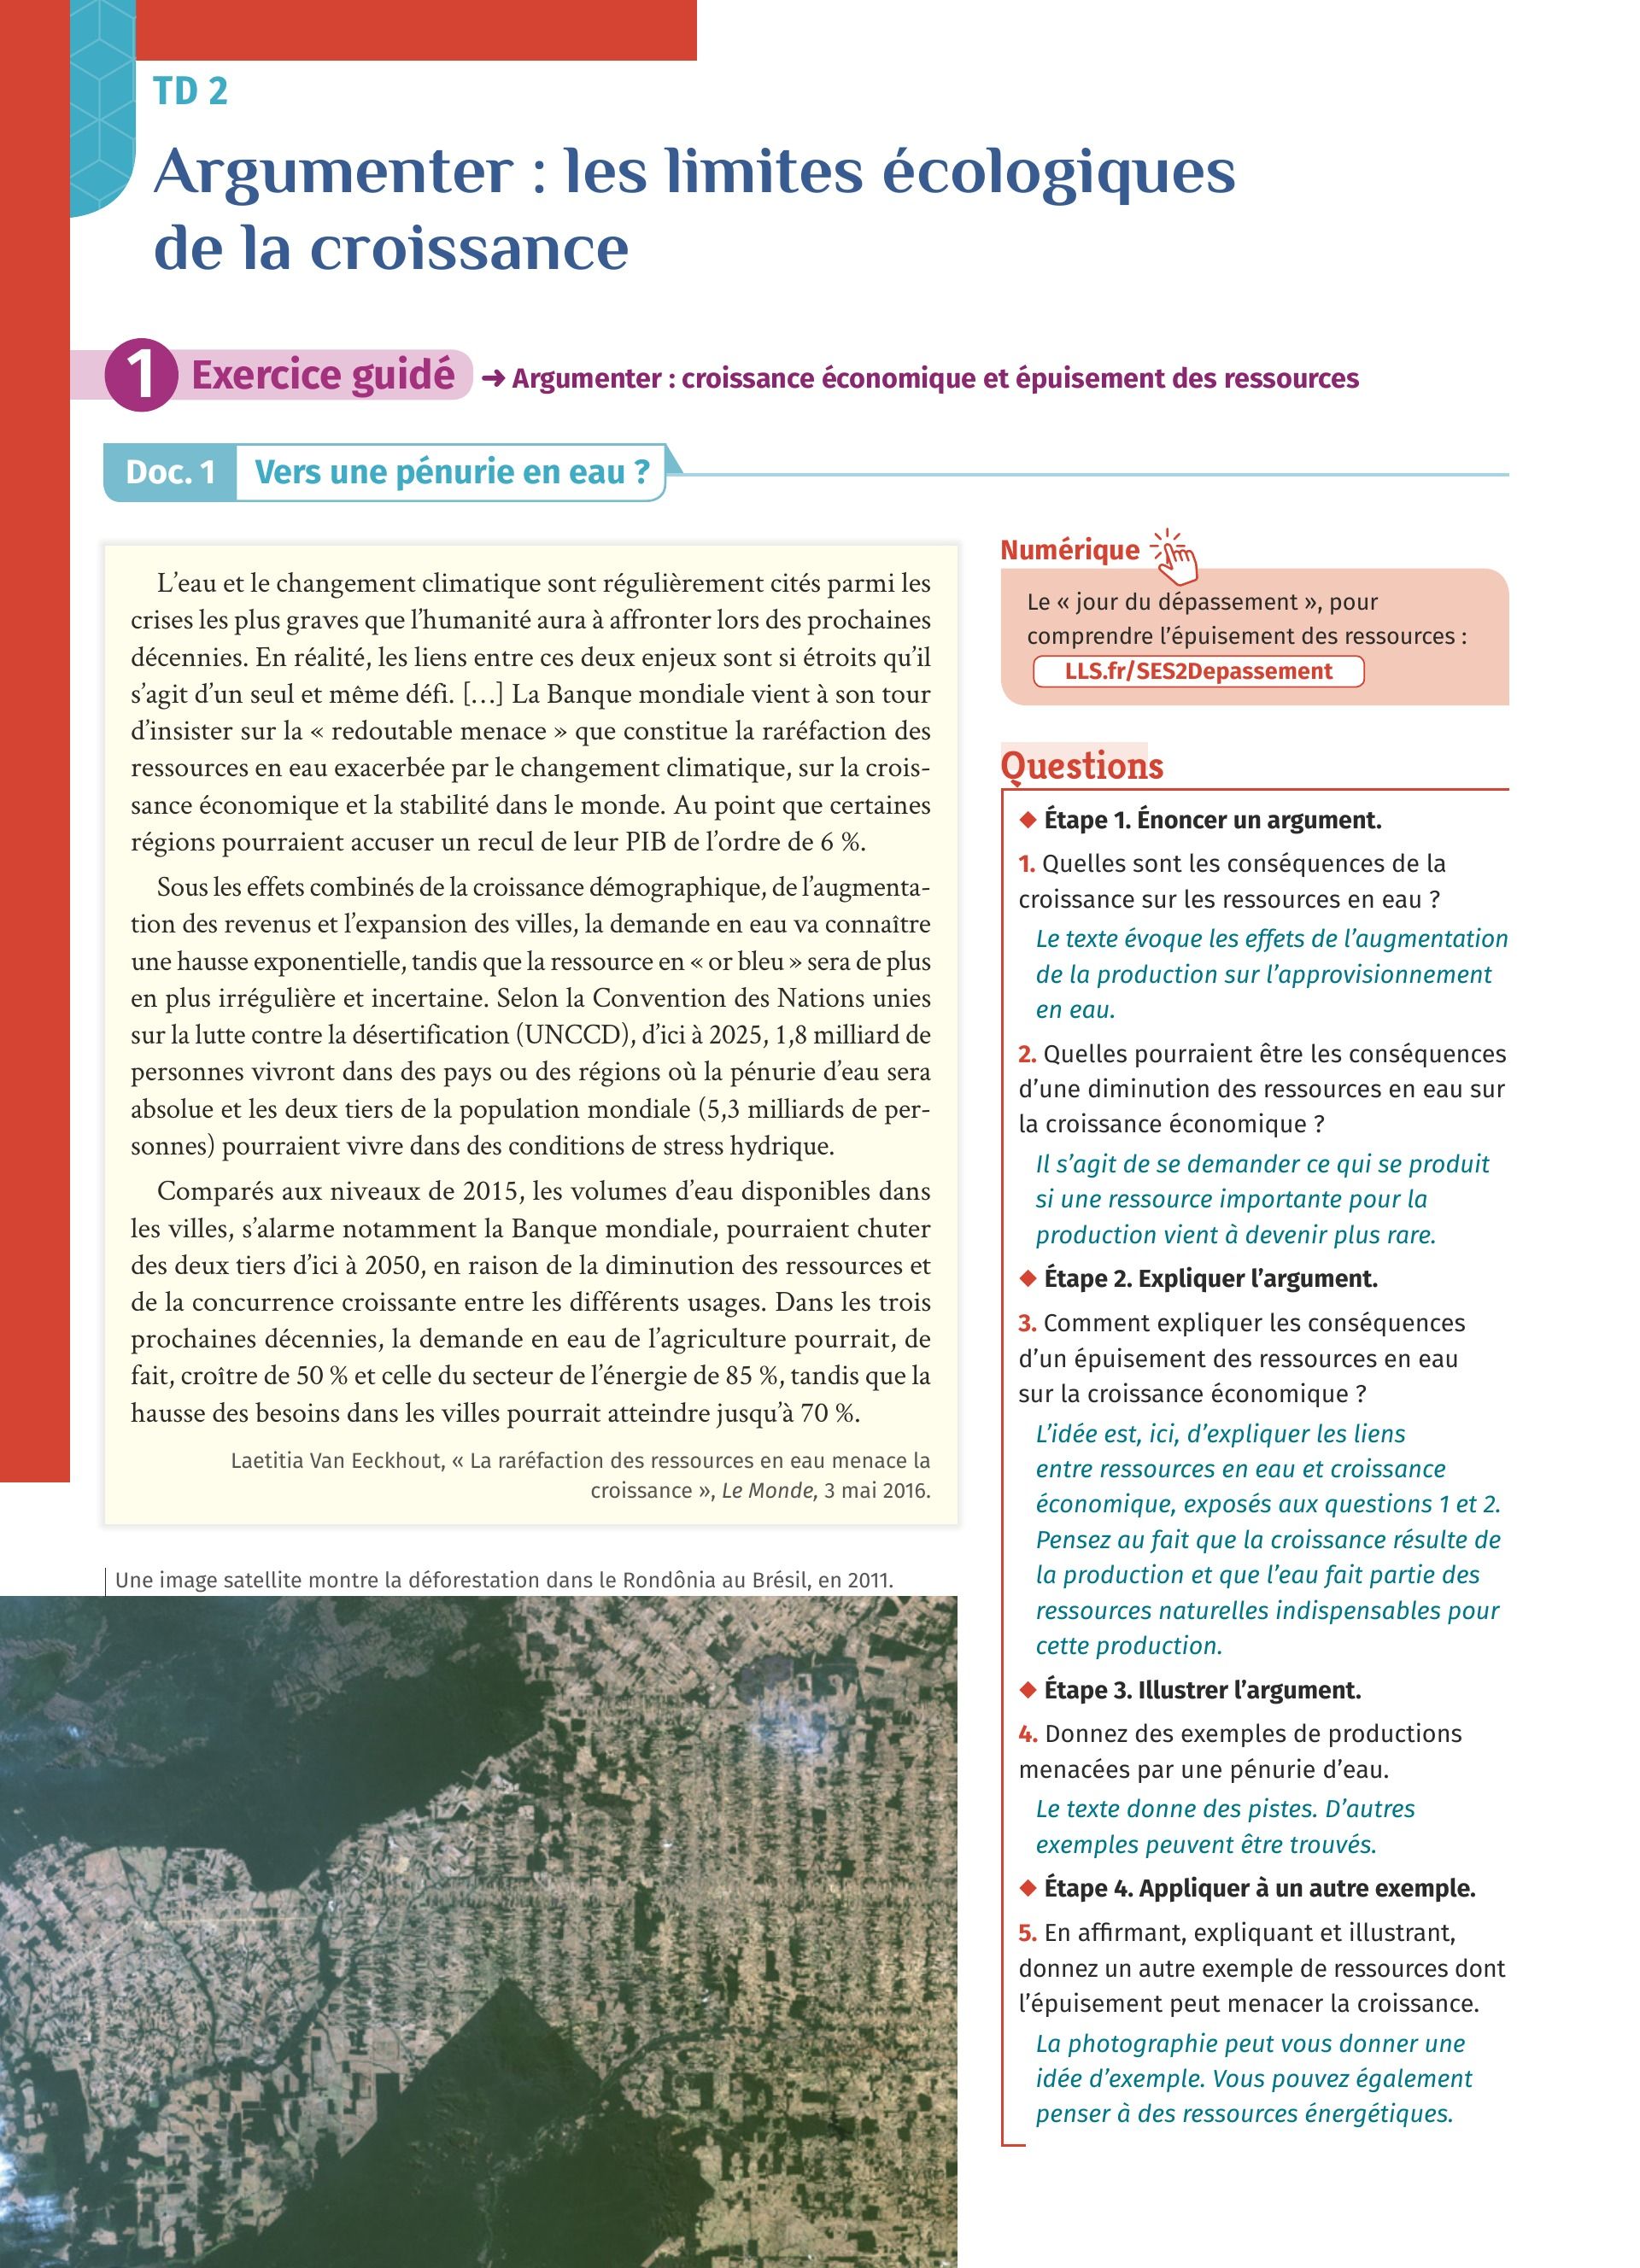 TD 2
Argumenter : les limites écologiques
de la croissance
1 Exercice guidé → Argumenter : croissance économique et épuisement des ressources
Doc. 1 Vers une pénurie en eau ?
L’eau et le changement climatique sont régulièrement cités parmi les
crises les plus graves que l’humanité aura à affronter lors des prochaines
décennies. En réalité, les liens entre ces deux enjeux sont si étroits qu’il
s’agit d’un seul et même défi. […] La Banque mondiale vient à son tour
d’insister sur la « redoutable menace » que constitue la raréfaction des
ressources en eau exacerbée par le changement climatique, sur la crois-
sance économique et la stabilité dans le monde. Au point que certaines
régions pourraient accuser un recul de leur PIB de l’ordre de 6 %.
Sous les effets combinés de la croissance démographique, de l’augmenta-
tion des revenus et l’expansion des villes, la demande en eau va connaître
une hausse exponentielle, tandis que la ressource en « or bleu » sera de plus
en plus irrégulière et incertaine. Selon la Convention des Nations unies
sur la lutte contre la désertification (UNCCD), d’ici à 2025, 1,8 milliard de
personnes vivront dans des pays ou des régions où la pénurie d’eau sera
absolue et les deux tiers de la population mondiale (5,3 milliards de per-
sonnes) pourraient vivre dans des conditions de stress hydrique.
Comparés aux niveaux de 2015, les volumes d’eau disponibles dans
les villes, s’alarme notamment la Banque mondiale, pourraient chuter
des deux tiers d’ici à 2050, en raison de la diminution des ressources et
de la concurrence croissante entre les différents usages. Dans les trois
prochaines décennies, la demande en eau de l’agriculture pourrait, de
fait, croître de 50 % et celle du secteur de l’énergie de 85 %, tandis que la
hausse des besoins dans les villes pourrait atteindre jusqu’à 70 %.
Laetitia Van Eeckhout, « La raréfaction des ressources en eau menace la
croissance », Le Monde, 3 mai 2016.
Une image satellite montre la déforestation dans le Rondônia au Brésil, en 2011.
Numérique
Le « jour du dépassement », pour
comprendre l’épuisement des ressources :
LLS.fr/SES2Depassement
Questions
◆ Étape 1. Énoncer un argument.
1. Quelles sont les conséquences de la
croissance sur les ressources en eau ?
Le texte évoque les effets de l’augmentation
de la production sur l’approvisionnement
en eau.
2. Quelles pourraient être les conséquences
d’une diminution des ressources en eau sur
la croissance économique ?
Il s’agit de se demander ce qui se produit
si une ressource importante pour la
production vient à devenir plus rare.
◆ Étape 2. Expliquer l’argument.
3. Comment expliquer les conséquences
d’un épuisement des ressources en eau
sur la croissance économique ?
L’idée est, ici, d’expliquer les liens
entre ressources en eau et croissance
économique, exposés aux questions 1 et 2.
Pensez au fait que la croissance résulte de
la production et que l’eau fait partie des
ressources naturelles indispensables pour
cette production.
◆ Étape 3. Illustrer l’argument.
4. Donnez des exemples de productions
menacées par une pénurie d’eau.
Le texte donne des pistes. D’autres
exemples peuvent être trouvés.
◆ Étape 4. Appliquer à un autre exemple.
5. En affirmant, expliquant et illustrant,
donnez un autre exemple de ressources dont
l’épuisement peut menacer la croissance.
La photographie peut vous donner une
idée d’exemple. Vous pouvez également
penser à des ressources énergétiques.